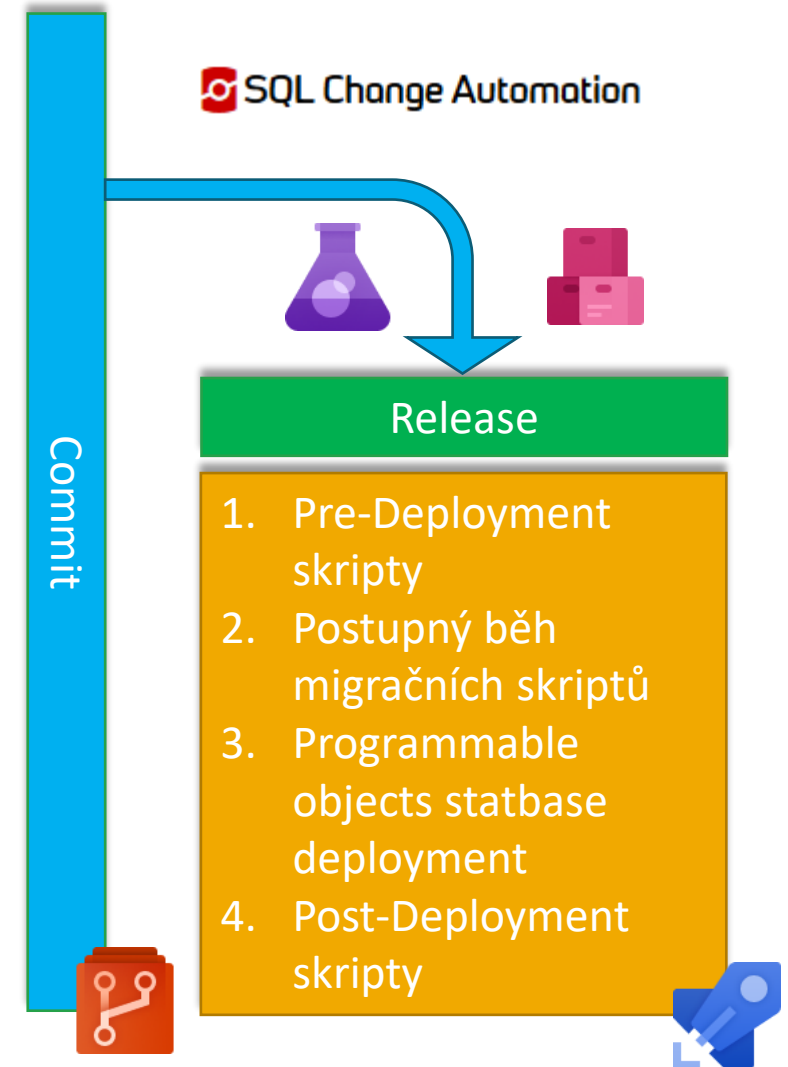 SQL Change Automation
Commit
Release
1. Pre-Deployment
skripty
2. Postupný běh
migračních skriptů
3. Programmable
objects statbase
deployment
4. Post-Deployment
skripty